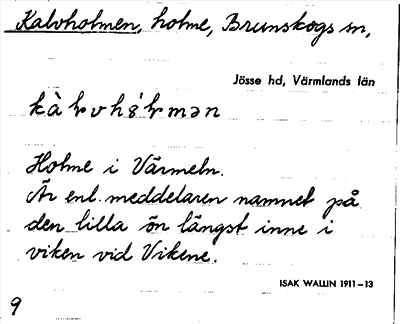 Kalvholmen, holme, Brunskogs sn,
Jösse hd, Värmlands län
Holme i Värmeln.
Är enl. meddelaren namnet på
den lilla ön längst inne i
viken vid Vikene.
ISAK WALLIN 1911–13
9